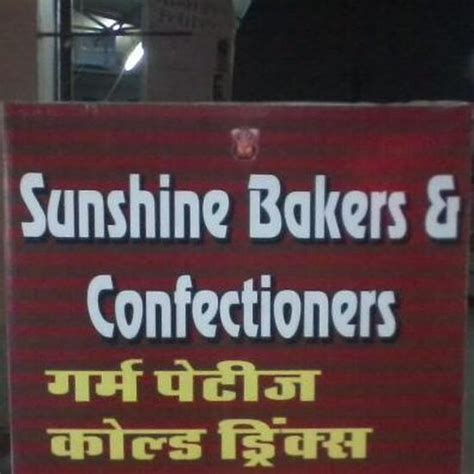 Sunshine Bakers &
Confectioners
गर्म पेटीज
कोल्ड ड्रिंक्स